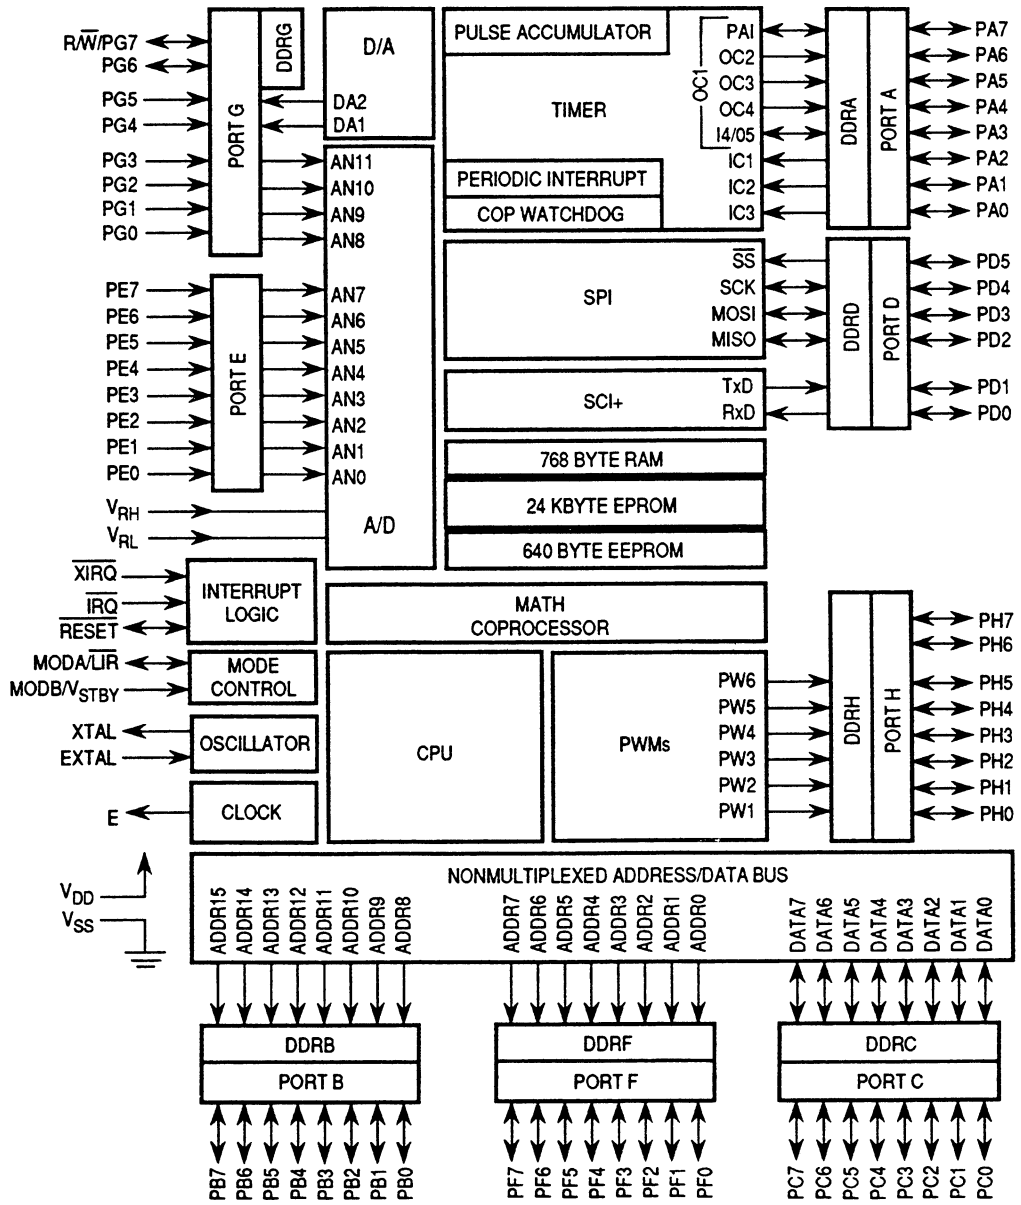 R/W̅/PG7
PG6
PG5
PG4
PG3
PG2
PG1
PG0
PORT G
DDRG
D/A
DA2
DA1
AN11
AN10
AN9
AN8
PE7
PE6
PE5
PE4
PE3
PE2
PE1
PE0
PORT E
AN7
AN6
AN5
AN4
AN3
AN2
AN1
AN0
VRH
VRL
A/D
PULSE ACCUMULATOR
TIMER
PERIODIC INTERRUPT
COP WATCHDOG
OC1
PAI
OC2
OC3
OC4
I4/05
IC1
IC2
IC3
DDRA
PORT A
PA7
PA6
PA5
PA4
PA3
PA2
PA1
PA0
SPI
S̅S̅
SCK
MOSI
MISO
SCI+
TxD
RxD
DDRD
PORT D
PD5
PD4
PD3
PD2
PD1
PD0
768 BYTE RAM
24 KBYTE EPROM
640 BYTE EEPROM
X̅I̅R̅Q̅
I̅R̅Q̅
R̅E̅S̅E̅T̅
INTERRUPT
LOGIC
MODA/L̅I̅R̅
MODB/VSTBY
MODE
CONTROL
XTAL
EXTAL
OSCILLATOR
E
CLOCK
MATH
COPROCESSOR
CPU
PWMs
PW6
PW5
PW4
PW3
PW2
PW1
DDRH
PORT H
PH7
PH6
PH5
PH4
PH3
PH2
PH1
PH0
VDD
VSS
NONMULTIPLEXED ADDRESS/DATA BUS
ADDR15
ADDR14
ADDR13
ADDR12
ADDR11
ADDR10
ADDR9
ADDR8
ADDR7
ADDR6
ADDR5
ADDR4
ADDR3
ADDR2
ADDR1
ADDR0
DATA7
DATA6
DATA5
DATA4
DATA3
DATA2
DATA1
DATA0
DDRB
PORT B
DDRF
PORT F
DDRC
PORT C
PB7
PB6
PB5
PB4
PB3
PB2
PB1
PB0
PF7
PF6
PF5
PF4
PF3
PF2
PF1
PF0
PC7
PC6
PC5
PC4
PC3
PC2
PC1
PC0